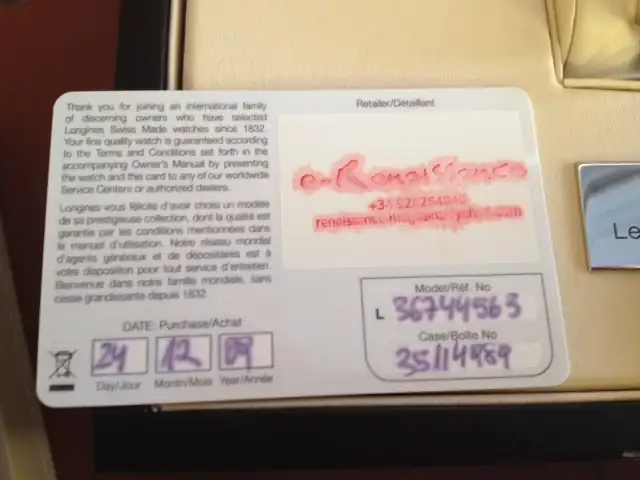 Thank you for joining an international family
of discerning owners who have selected
Longines Swiss Made watches since 1832.
Your fine quality watch is guaranteed according
to the Terms and Conditions set forth in the
accompanying Owner's Manual by presenting
the watch and this card to any of our worldwide
Service Centers or authorized dealers.
Longines vous félicite d'avoir choisi un modèle
de sa prestigieuse collection, dont la qualité est
garantie par les conditions mentionnées dans
le manuel d'utilisation. Notre réseau mondial
d'agents généraux et de dépositaires est à
votre disposition pour tout service d'entretien.
Bienvenue dans notre famille mondiale, sans
cesse grandissante depuis 1832.
DATE: Purchase/Achat
24 12 09
Day/Jour Month/Mois Year/Année
Retailer/Détaillant
e-Renaissance
Model/Réf. No
L 36744563
Case/Boîte No
35114989
Le